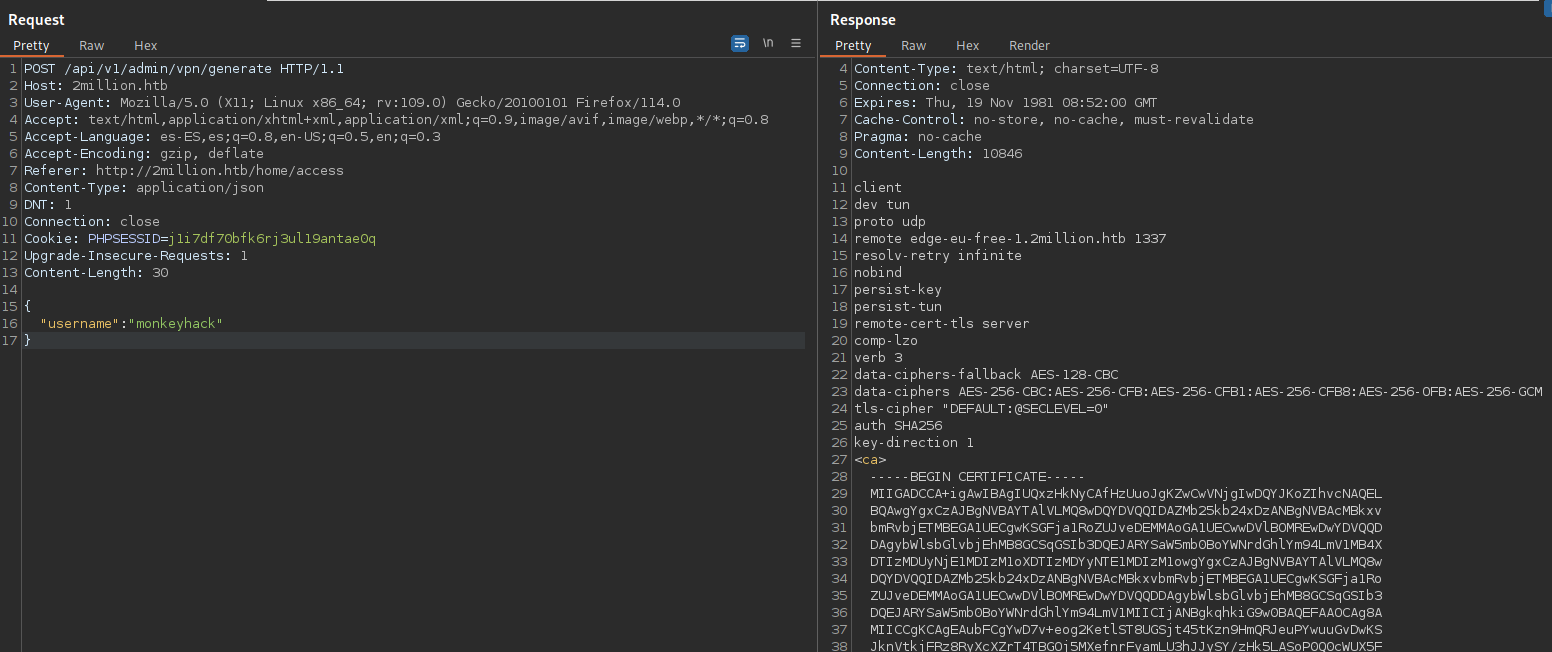 Request
Pretty Raw Hex \n
1 POST /api/v1/admin/vpn/generate HTTP/1.1
2 Host: 2million.htb
3 User-Agent: Mozilla/5.0 (X11; Linux x86_64; rv:109.0) Gecko/20100101 Firefox/114.0
4 Accept: text/html,application/xhtml+xml,application/xml;q=0.9,image/avif,image/webp,*/*;q=0.8
5 Accept-Language: es-ES,es;q=0.8,en-US;q=0.5,en;q=0.3
6 Accept-Encoding: gzip, deflate
7 Referer: http://2million.htb/home/access
8 Content-Type: application/json
9 DNT: 1
10 Connection: close
11 Cookie: PHPSESSID=j1i7df70bfk6rj3ul19antae0q
12 Upgrade-Insecure-Requests: 1
13 Content-Length: 30
14
15 {
16 "username":"monkeyhack"
17 }
Response
Pretty Raw Hex Render
4 Content-Type: text/html; charset=UTF-8
5 Connection: close
6 Expires: Thu, 19 Nov 1981 08:52:00 GMT
7 Cache-Control: no-store, no-cache, must-revalidate
8 Pragma: no-cache
9 Content-Length: 10846
10
11 client
12 dev tun
13 proto udp
14 remote edge-eu-free-1.2million.htb 1337
15 resolv-retry infinite
16 nobind
17 persist-key
18 persist-tun
19 remote-cert-tls server
20 comp-lzo
21 verb 3
22 data-ciphers-fallback AES-128-CBC
23 data-ciphers AES-256-CBC:AES-256-CFB:AES-256-CFB1:AES-256-CFB8:AES-256-OFB:AES-256-GCM
24 tls-cipher "DEFAULT:@SECLEVEL=0"
25 auth SHA256
26 key-direction 1
27 <ca>
28 -----BEGIN CERTIFICATE-----
29 MIIGADCCA+igAwIBAgIUQxzHkNyCAfHzUuoJgKZwCwVNjgIwDQYJKoZIhvcNAQEL
30 BQAwgYgxCzAJBgNVBAYTAlVLMQ8wDQYDVQQIDAZMb25kb24xDzANBgNVBAcMBkxv
31 bmRvbjETMBEGA1UECgwKSGFja1RoZUJveDEMMAoGA1UECwwDVlBOMREwDwYDVQQD
32 DAgybWlsbGlvbjEhMB8GCSqGSIb3DQEJARYSaW5mb0BoYWNrdGhlYm94LmV1MB4X
33 DTIzMDUyNjE1MDIzM1oXDTIzMDYyNTE1MDIzM1owgYgxCzAJBgNVBAYTAlVLMQ8w
34 DQYDVQQIDAZMb25kb24xDzANBgNVBAcMBkxvbmRvbjETMBEGA1UECgwKSGFja1Ro
35 ZUJveDEMMAoGA1UECwwDVlBOMREwDwYDVQQDDAgybWlsbGlvbjEhMB8GCSqGSIb3
36 DQEJARYSaW5mb0BoYWNrdGhlYm94LmV1MIICIjANBgkqhkiG9w0BAQEFAAOCAg8A
37 MIICCgKCAgEAubFCgYwD7v+eog2KetlST8UGSjt45tKzn9HmQRJeuPYwuuGvDwKS
38